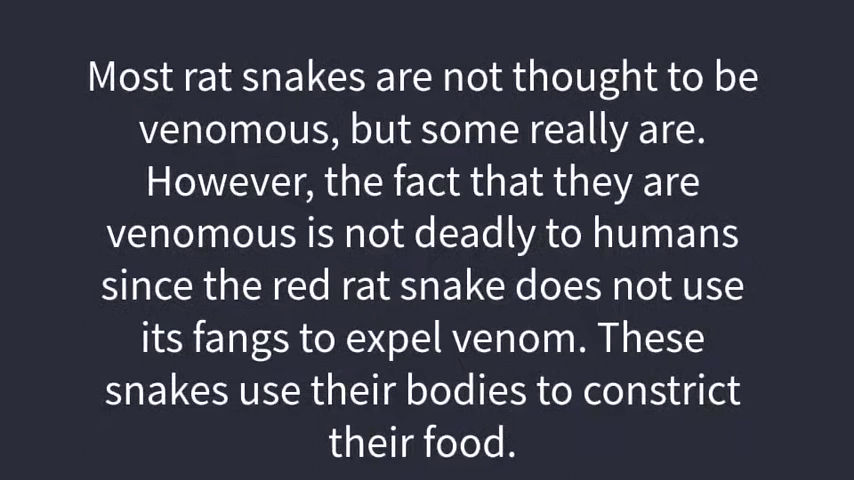 Most rat snakes are not thought to be
venomous, but some really are.
However, the fact that they are
venomous is not deadly to humans
since the red rat snake does not use
its fangs to expel venom. These
snakes use their bodies to constrict
their food.